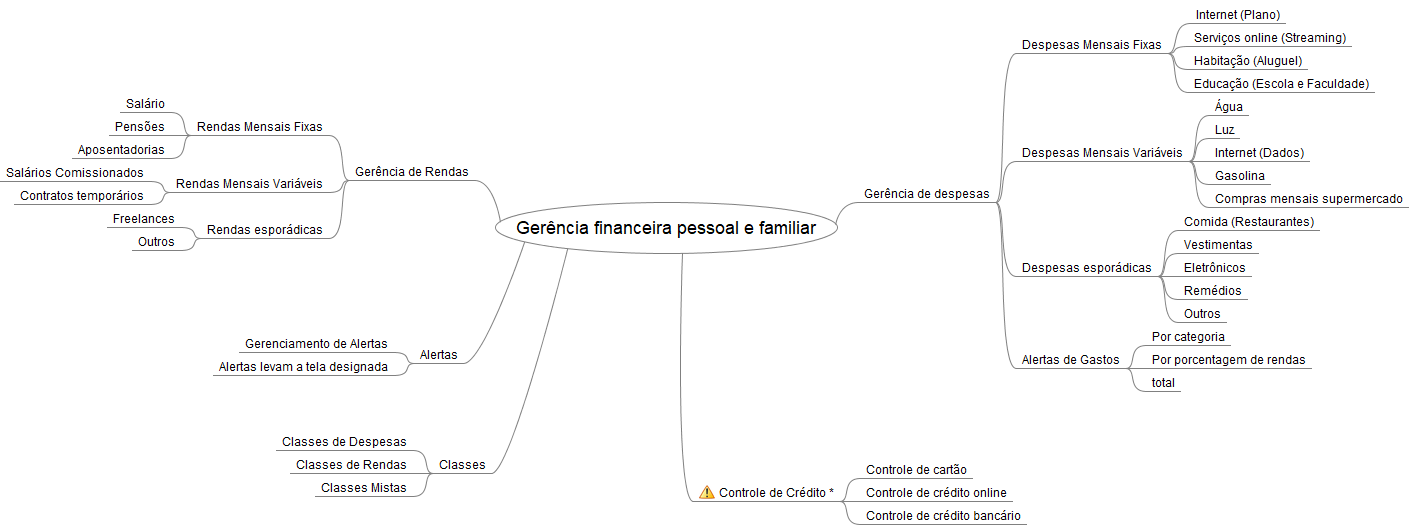 Gerência financeira pessoal e familiar
Gerência de Rendas
Rendas Mensais Fixas
Salário
Pensões
Aposentadorias
Rendas Mensais Variáveis
Salários Comissionados
Contratos temporários
Rendas esporádicas
Freelances
Outros
Alertas
Gerenciamento de Alertas
Alertas levam a tela designada
Classes
Classes de Despesas
Classes de Rendas
Classes Mistas
Gerência de despesas
Despesas Mensais Fixas
Internet (Plano)
Serviços online (Streaming)
Habitação (Aluguel)
Educação (Escola e Faculdade)
Despesas Mensais Variáveis
Água
Luz
Internet (Dados)
Gasolina
Compras mensais supermercado
Despesas esporádicas
Comida (Restaurantes)
Vestimentas
Eletrônicos
Remédios
Outros
Alertas de Gastos
Por categoria
Por porcentagem de rendas
total
Controle de Crédito *
Controle de cartão
Controle de crédito online
Controle de crédito bancário